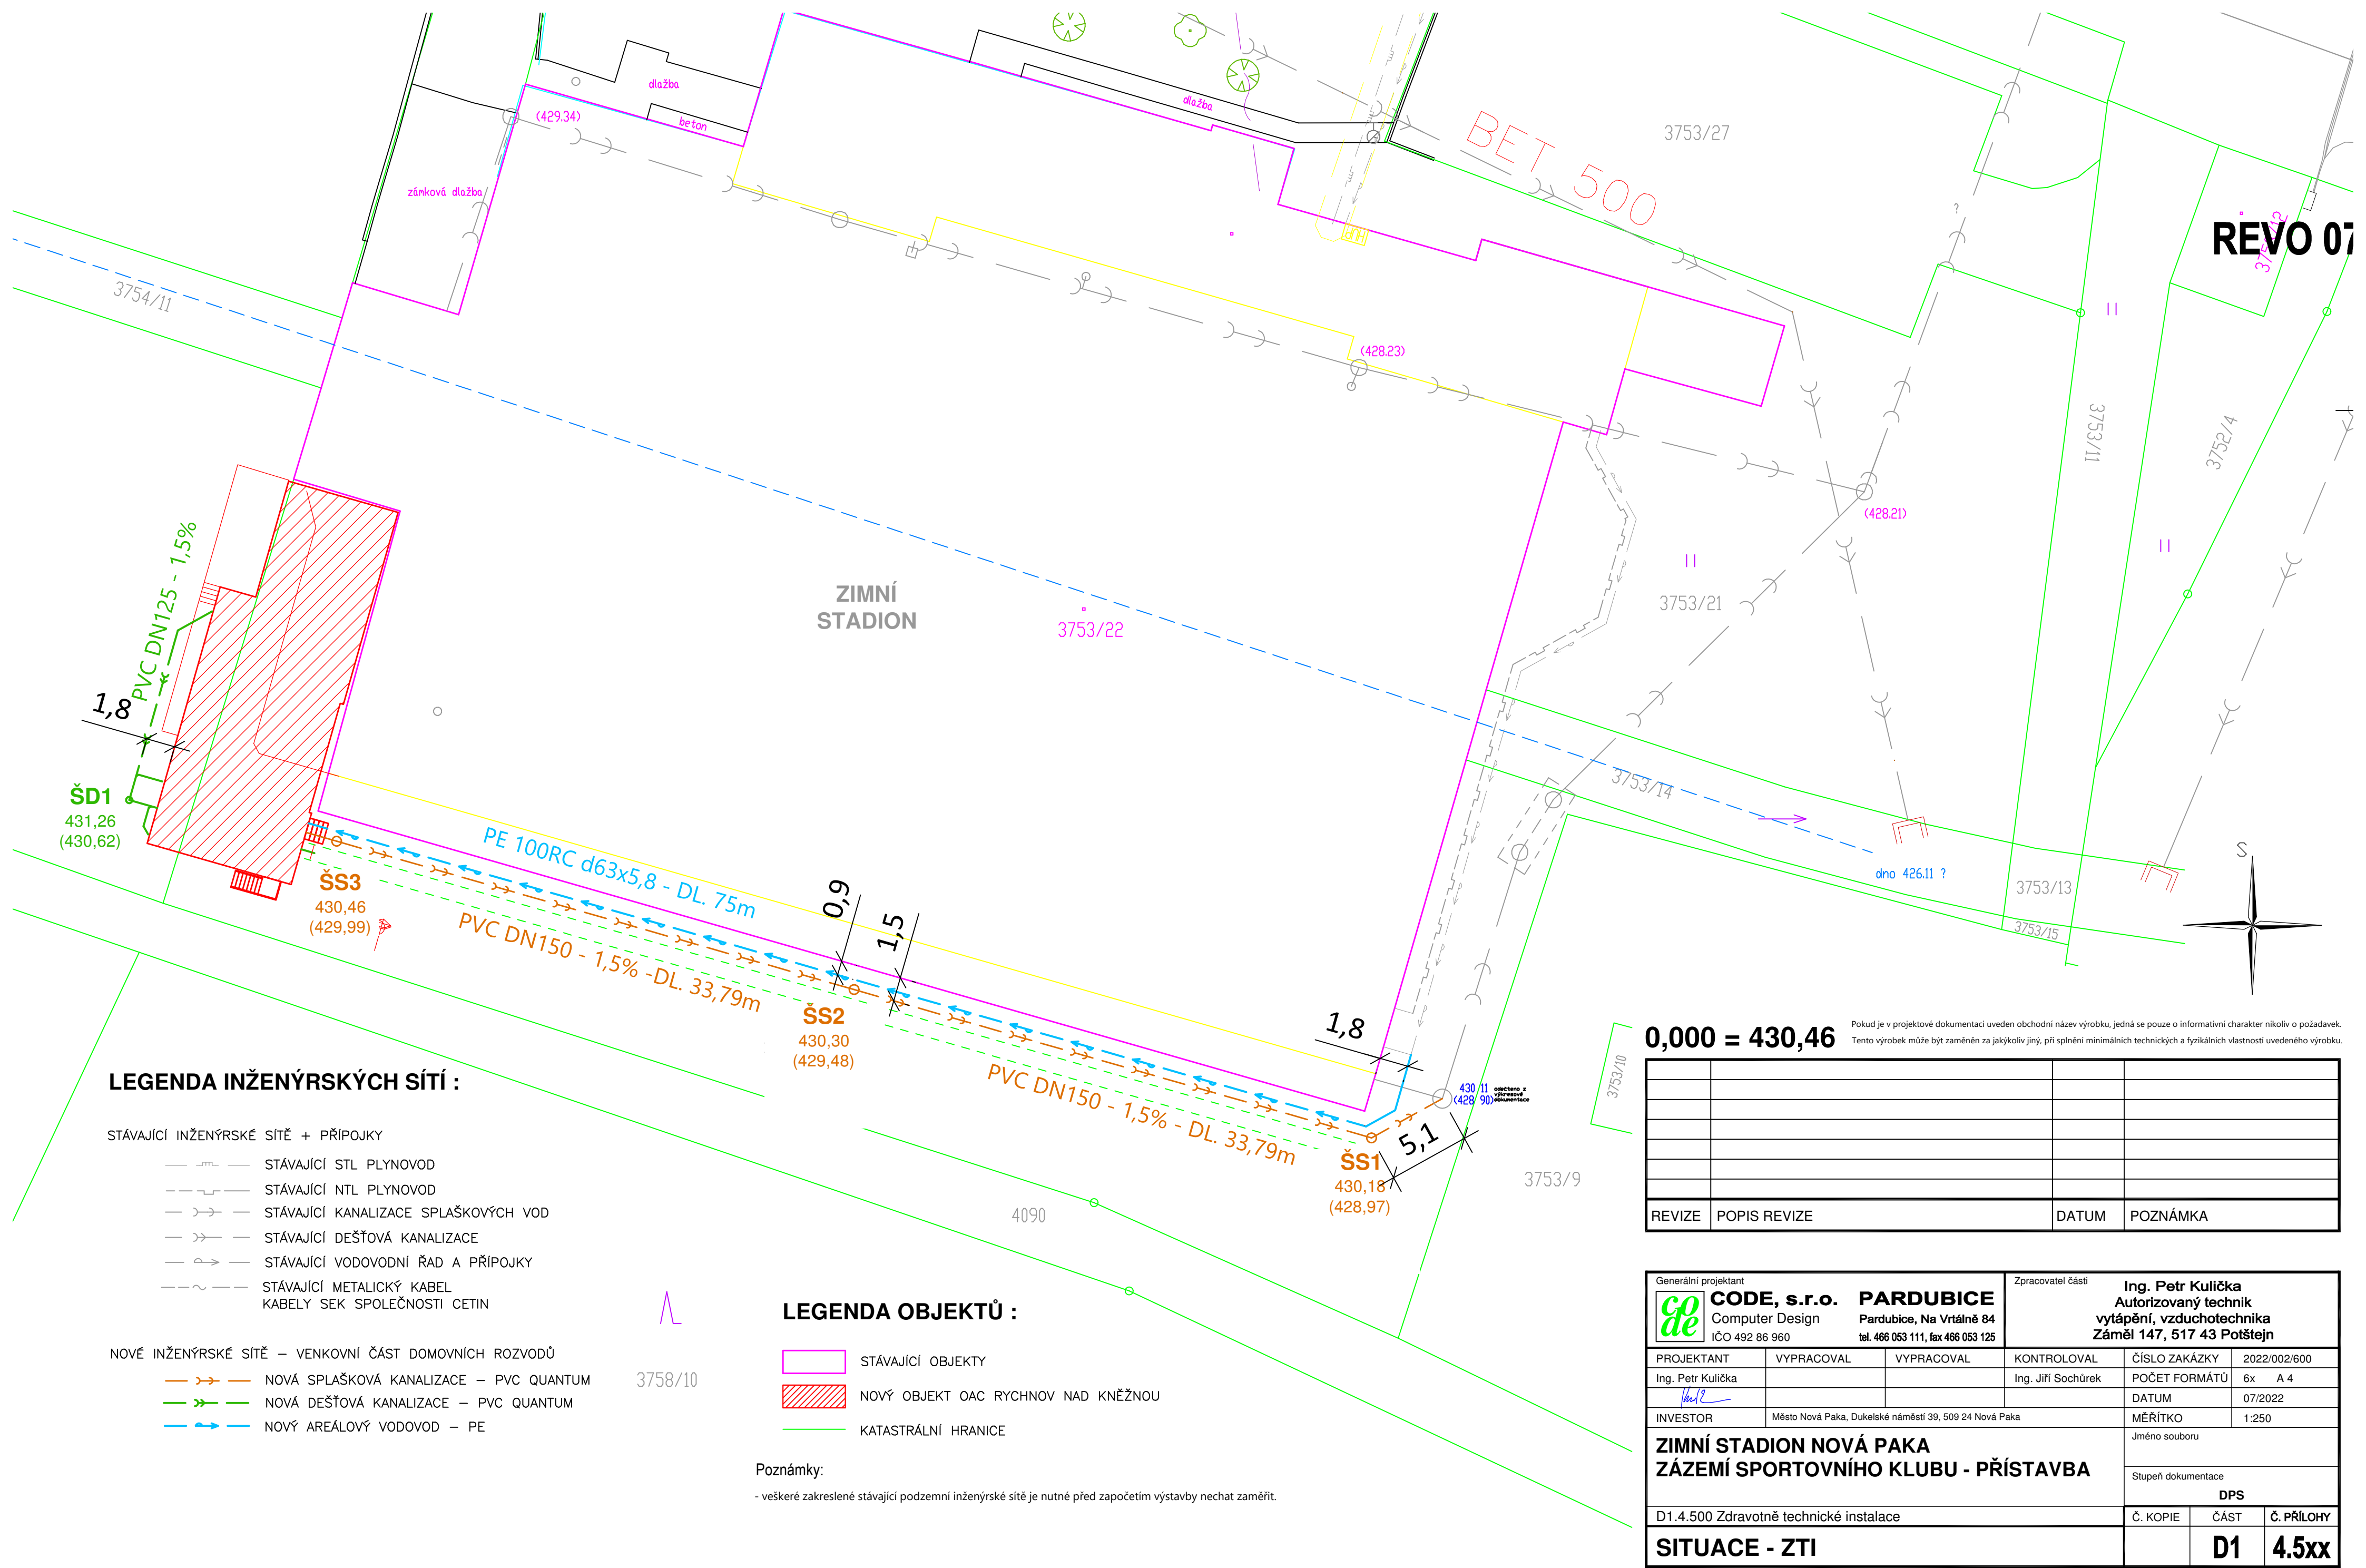 dlažba
(429.34)
beton
zámková dlažba
dlažba
BET 500
3753/27
?
REVO 07
3754/11
(428.23)
3753/11
3752/4
(428.21)
3753/21
PVC DN125 - 1,5%
ZIMNÍ
STADION
3753/22
1,8
ŠD1
431,26
(430,62)
3753/14
dno 426.11 ?
3753/13
3753/15
S
PE 100RC d63x5,8 - DL. 75m
0,9
1,5
ŠS3
430,46
(429,99)
PVC DN150 - 1,5% -DL. 33,79m
ŠS2
430,30
(429,48)
1,8
PVC DN150 - 1,5% - DL. 33,79m
430 11
(428 90)
odečteno z
výkresové
dokumentace
5,1
ŠS1
430,18
(428,97)
3753/10
3753/9
4090
3758/10
0,000 = 430,46
Pokud je v projektové dokumentaci uveden obchodní název výrobku, jedná se pouze o informativní charakter nikoliv o požadavek.
Tento výrobek může být zaměněn za jakýkoliv jiný, při splnění minimálních technických a fyzikálních vlastností uvedeného výrobku.
REVIZE POPIS REVIZE DATUM POZNÁMKA
LEGENDA INŽENÝRSKÝCH SÍTÍ :
STÁVAJÍCÍ INŽENÝRSKÉ SÍTĚ + PŘÍPOJKY
STÁVAJÍCÍ STL PLYNOVOD
STÁVAJÍCÍ NTL PLYNOVOD
STÁVAJÍCÍ KANALIZACE SPLAŠKOVÝCH VOD
STÁVAJÍCÍ DEŠŤOVÁ KANALIZACE
STÁVAJÍCÍ VODOVODNÍ ŘAD A PŘÍPOJKY
STÁVAJÍCÍ METALICKÝ KABEL
KABELY SEK SPOLEČNOSTI CETIN
NOVÉ INŽENÝRSKÉ SÍTĚ – VENKOVNÍ ČÁST DOMOVNÍCH ROZVODŮ
NOVÁ SPLAŠKOVÁ KANALIZACE – PVC QUANTUM
NOVÁ DEŠŤOVÁ KANALIZACE – PVC QUANTUM
NOVÝ AREÁLOVÝ VODOVOD – PE
LEGENDA OBJEKTŮ :
STÁVAJÍCÍ OBJEKTY
NOVÝ OBJEKT OAC RYCHNOV NAD KNĚŽNOU
KATASTRÁLNÍ HRANICE
Poznámky:
- veškeré zakreslené stávající podzemní inženýrské sítě je nutné před započetím výstavby nechat zaměřit.
Generální projektant
code
CODE, s.r.o. PARDUBICE
Computer Design Pardubice, Na Vrtálně 84
IČO 492 86 960 tel. 466 053 111, fax 466 053 125
Zpracovatel části
Ing. Petr Kulička
Autorizovaný technik
vytápění, vzduchotechnika
Záměl 147, 517 43 Potštejn
PROJEKTANT VYPRACOVAL VYPRACOVAL KONTROLOVAL ČÍSLO ZAKÁZKY 2022/002/600
Ing. Petr Kulička Ing. Jiří Sochůrek POČET FORMÁTŮ 6x A 4
DATUM 07/2022
INVESTOR Město Nová Paka, Dukelské náměstí 39, 509 24 Nová Paka MĚŘÍTKO 1:250
ZIMNÍ STADION NOVÁ PAKA
ZÁZEMÍ SPORTOVNÍHO KLUBU - PŘÍSTAVBA
Jméno souboru
Stupeň dokumentace
DPS
D1.4.500 Zdravotně technické instalace
Č. KOPIE ČÁST Č. PŘÍLOHY
SITUACE - ZTI
D1 4.5xx